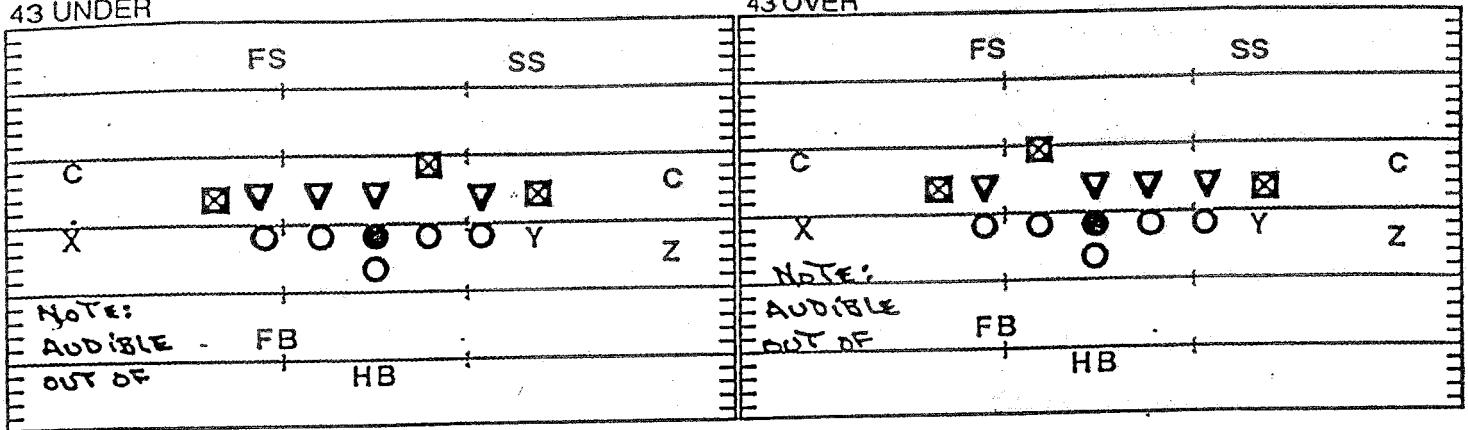 43 UNDER
FS SS
C C
X Y Z
NOTE:
AUDIBLE
OUT OF
FB
HB
43 OVER
FS SS
C C
X Y Z
NOTE:
AUDIBLE
OUT OF
FB
HB